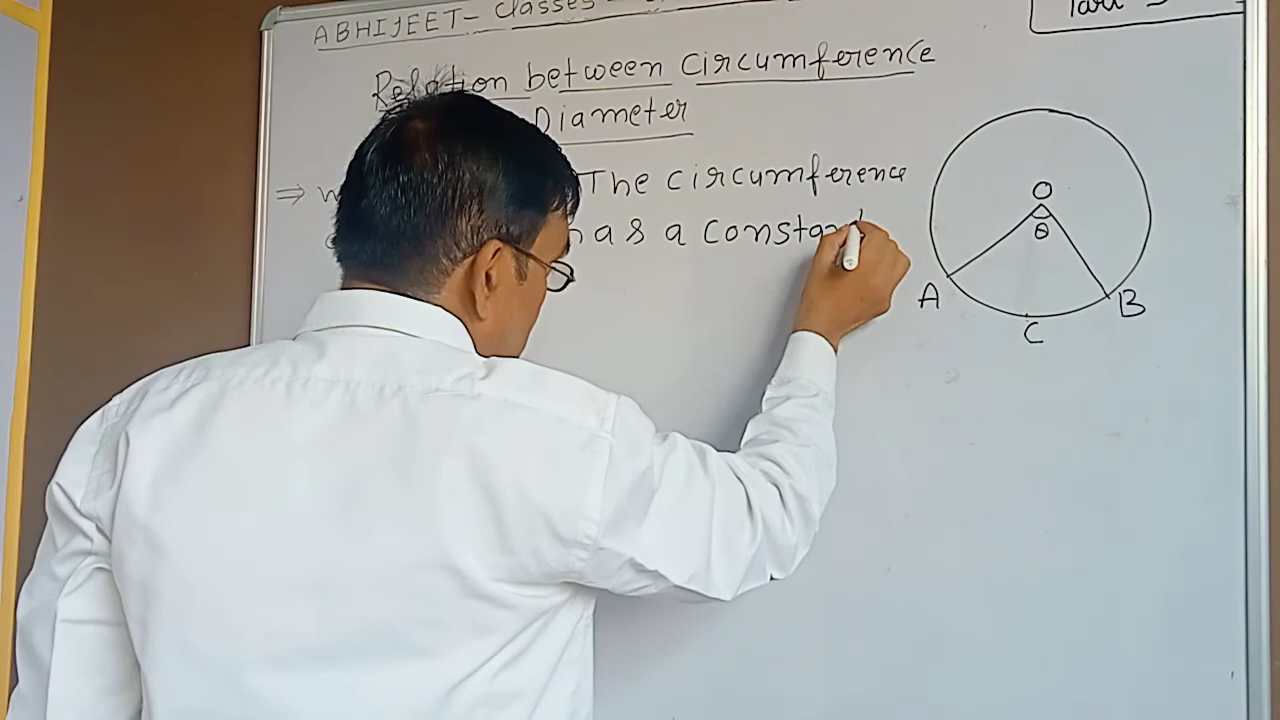 ABHIJEET- Classes
Relation between Circumference
Diameter
⇒ The circumference
has a constant
O
θ
A
B
C